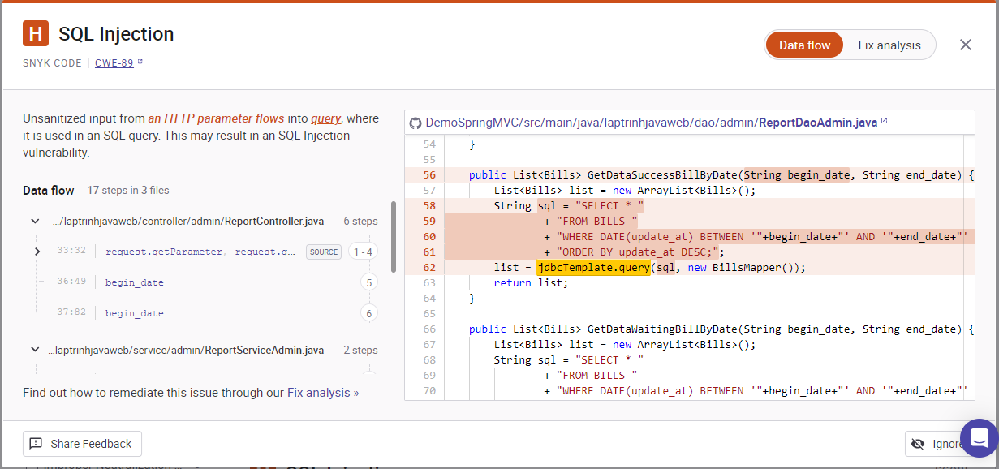 H SQL Injection
SNYK CODE | CWE-89
Data flow Fix analysis
Unsanitized input from an HTTP parameter flows into query, where
it is used in an SQL query. This may result in an SQL Injection
vulnerability.
Data flow - 17 steps in 3 files
.../laptrinhjavaweb/controller/admin/ReportController.java 6 steps
33:32 request.getParameter, request.g... SOURCE 1 - 4
36:49 begin_date 5
37:82 begin_date 6
...laptrinhjavaweb/service/admin/ReportServiceAdmin.java 2 steps
Find out how to remediate this issue through our Fix analysis »
DemoSpringMVC/src/main/java/laptrinhjavaweb/dao/admin/ReportDaoAdmin.java
54 }
55
56 public List<Bills> GetDataSuccessBillByDate(String begin_date, String end_date) {
57 List<Bills> list = new ArrayList<Bills>();
58 String sql = "SELECT * "
59 + "FROM BILLS "
60 + "WHERE DATE(update_at) BETWEEN '"+begin_date+"' AND '"+end_date+"'
61 + "ORDER BY update_at DESC;";
62 list = jdbcTemplate.query(sql, new BillsMapper());
63 return list;
64 }
65
66 public List<Bills> GetDataWaitingBillByDate(String begin_date, String end_date) {
67 List<Bills> list = new ArrayList<Bills>();
68 String sql = "SELECT * "
69 + "FROM BILLS "
70 + "WHERE DATE(update_at) BETWEEN '"+begin_date+"' AND '"+end_date+"'
Share Feedback
Ignore